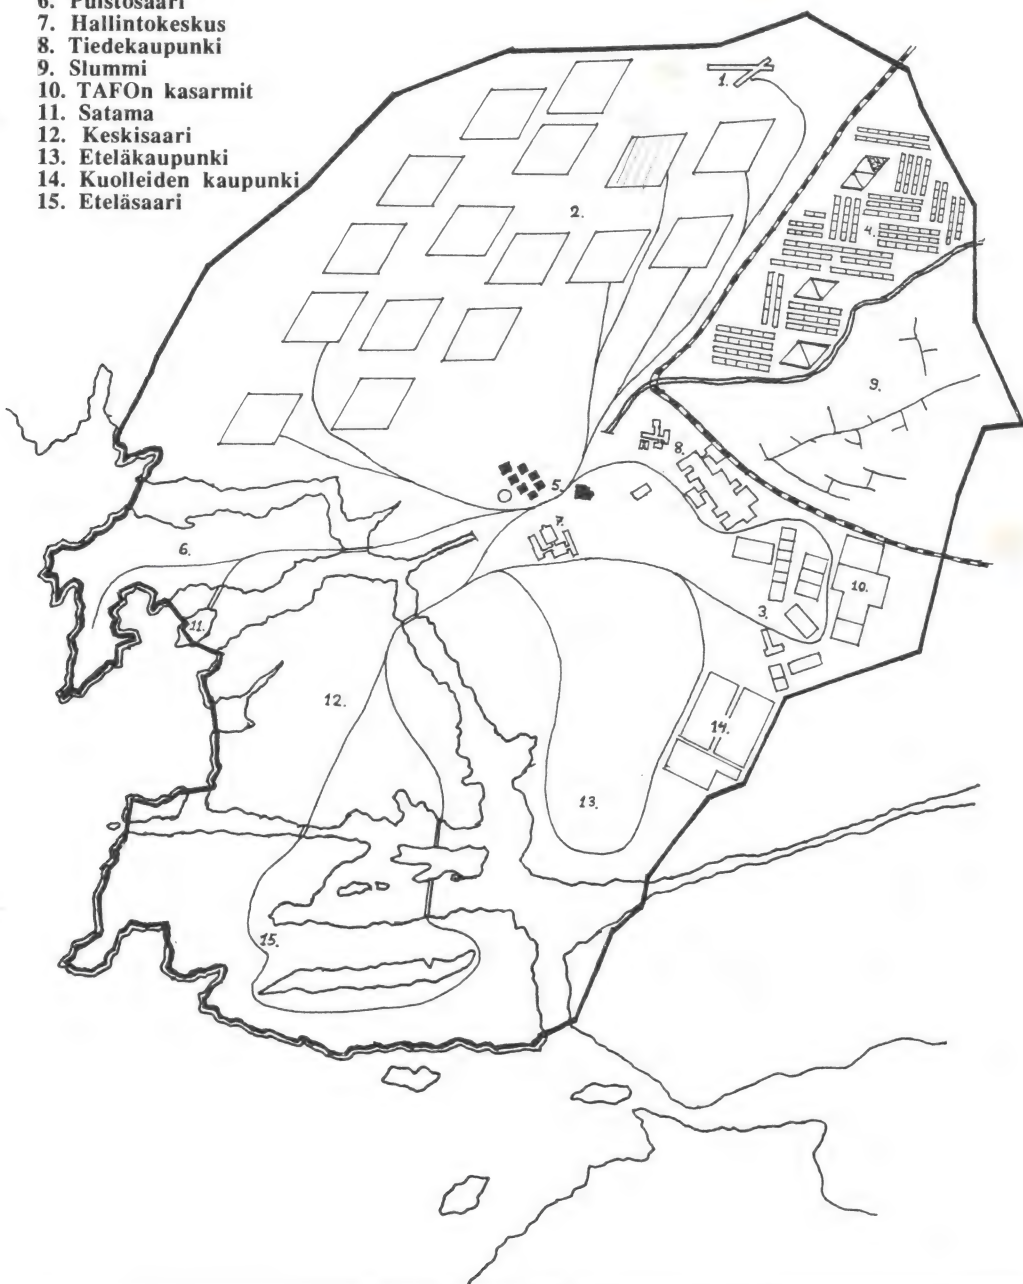 6. Puistosaari
7. Hallintokeskus
8. Tiedekaupunki
9. Slummi
10. TAFOn kasarmit
11. Satama
12. Keskisaari
13. Eteläkaupunki
14. Kuolleiden kaupunki
15. Eteläsaari
1.
2.
4.
9.
8.
5.
7.
6.
10.
3.
11.
12.
14.
13.
15.